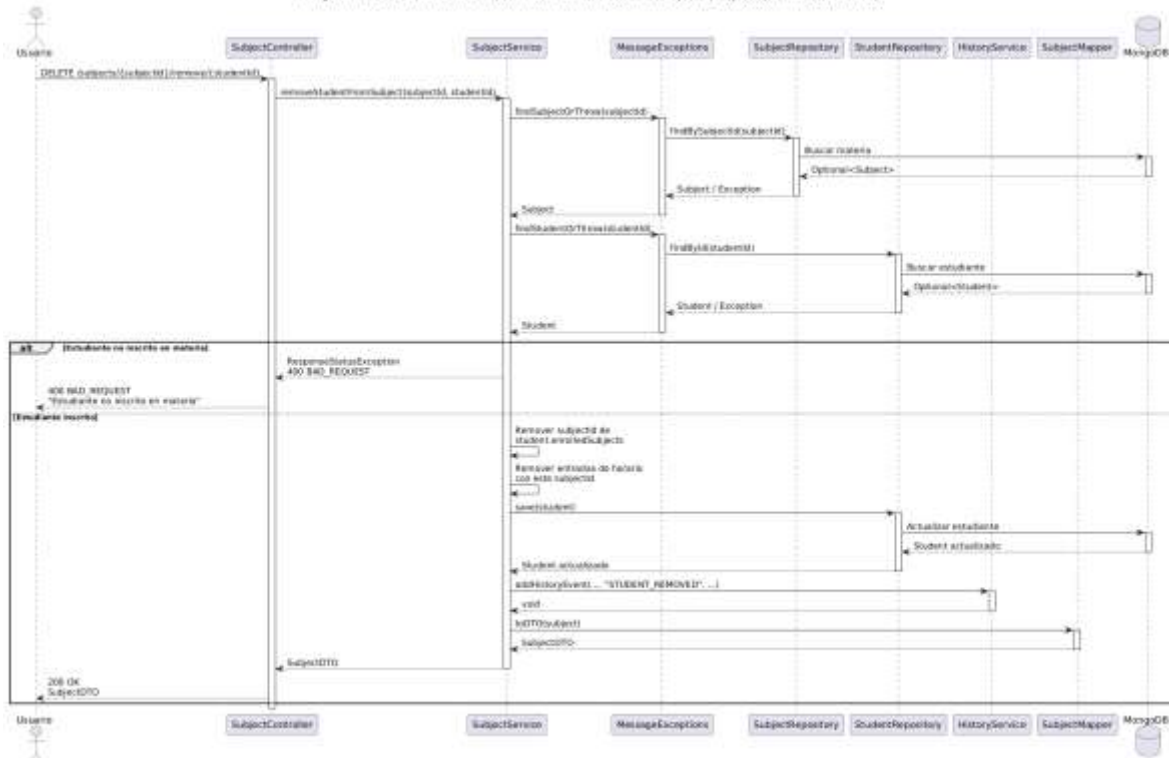 Usuario
SubjectController
SubjectService
MessageExceptions
SubjectRepository
StudentRepository
HistoryService
SubjectMapper
MongoDB
DELETE /subjects/{subjectId}/remove/{studentId}
removeStudentFromSubject(subjectId, studentId)
findSubjectOrThrow(subjectId)
findBySubjectId(subjectId)
Buscar materia
Optional<Subject>
Subject / Exception
Subject
findStudentOrThrow(studentId)
findById(studentId)
Buscar estudiante
Optional<Student>
Student / Exception
Student
alt
[Estudiante no inscrito en materia]
ResponseStatusException
400 BAD_REQUEST
400 BAD_REQUEST
"Estudiante no inscrito en materia"
[Estudiante inscrito]
Remover subjectId de
student.enrolledSubjects
Remover entradas de horario
con este subjectId
save(student)
Actualizar estudiante
Student actualizado
Student actualizado
addHistoryEvent(... "STUDENT_REMOVED", ...)
void
toDTO(subject)
SubjectDTO
SubjectDTO
200 OK
SubjectDTO
Usuario
SubjectController
SubjectService
MessageExceptions
SubjectRepository
StudentRepository
HistoryService
SubjectMapper
MongoDB